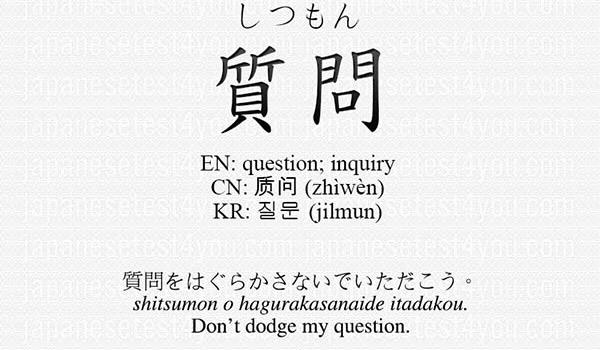 しつもん
質問
EN: question; inquiry
CN: 质问 (zhìwèn)
KR: 질문 (jilmun)
質問をはぐらかさないでいただこう。
shitsumon o hagurakasanaide itadakou.
Don't dodge my question.
japanesetest4you.com